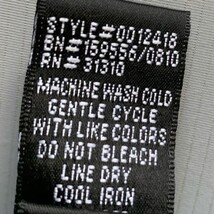 STYLE#0012418
BN#159556/0810
RN#31310
MACHINE WASH COLD
GENTLE CYCLE
WITH LIKE COLORS
DO NOT BLEACH
LINE DRY
COOL IRON